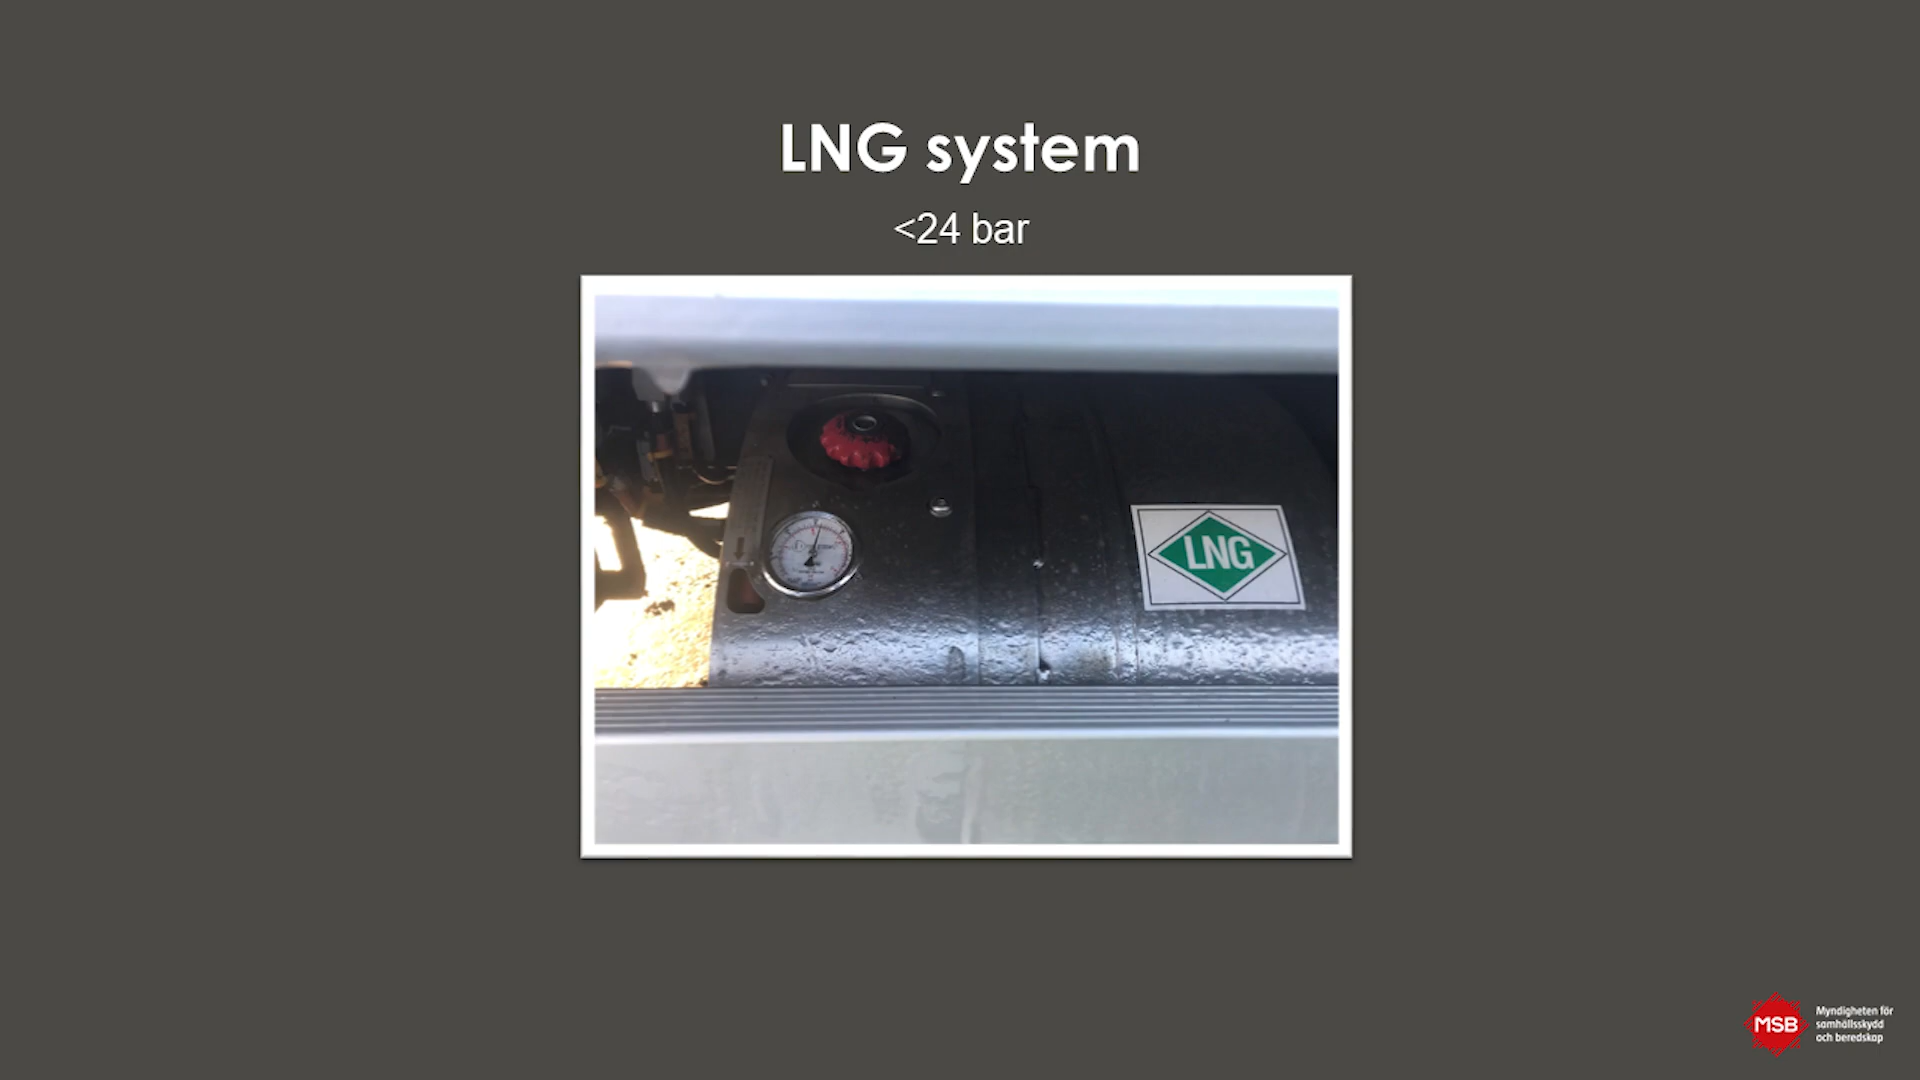 LNG system
<24 bar
LNG
MSB
Myndigheten för
samhällsskydd
och beredskap